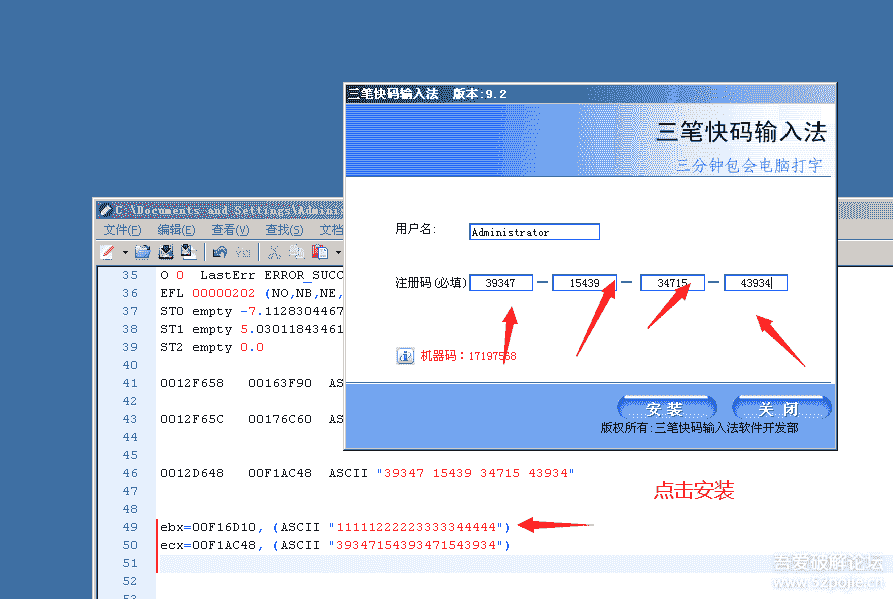 三笔快码输入法 版本:9.2
三笔快码输入法
三分钟包会电脑打字
用户名:
Administrator
注册码(必填) 39347 — 15439 — 34715 — 43934
机器码：17197568
安 装 关 闭
版权所有:三笔快码输入法软件开发部
C:\Documents and Settings\Admini
文件(F) 编辑(E) 查看(V) 查找(S) 文档
35 O 0 LastErr ERROR_SUCC
36 EFL 00000202 (NO,NB,NE,
37 ST0 empty -7.1128304467
38 ST1 empty 5.03011843461
39 ST2 empty 0.0
40
41 0012F658 00163F90 AS
42
43 0012F65C 00176C60 AS
44
45
46 0012D648 00F1AC48 ASCII "39347 15439 34715 43934"
47
48
49 ebx=00F16D10, (ASCII "11111222223333344444")
50 ecx=00F1AC48, (ASCII "39347154393471543934")
51
52
53
点击安装
吾爱破解论坛
www.52pojie.cn